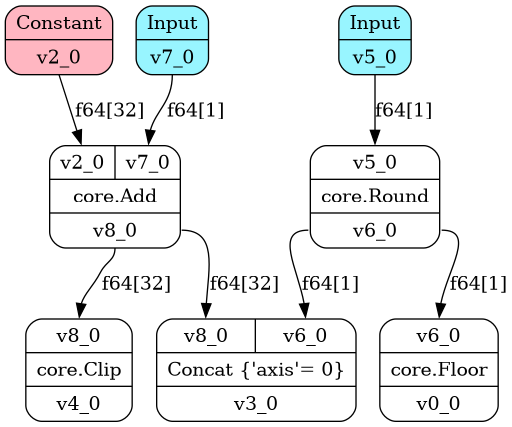 Constant
v2_0
Input
v7_0
Input
v5_0
f64[32]
f64[1]
f64[1]
v2_0 v7_0
core.Add
v8_0
v5_0
core.Round
v6_0
f64[32]
f64[32]
f64[1]
f64[1]
v8_0
core.Clip
v4_0
v8_0 v6_0
Concat {'axis'= 0}
v3_0
v6_0
core.Floor
v0_0